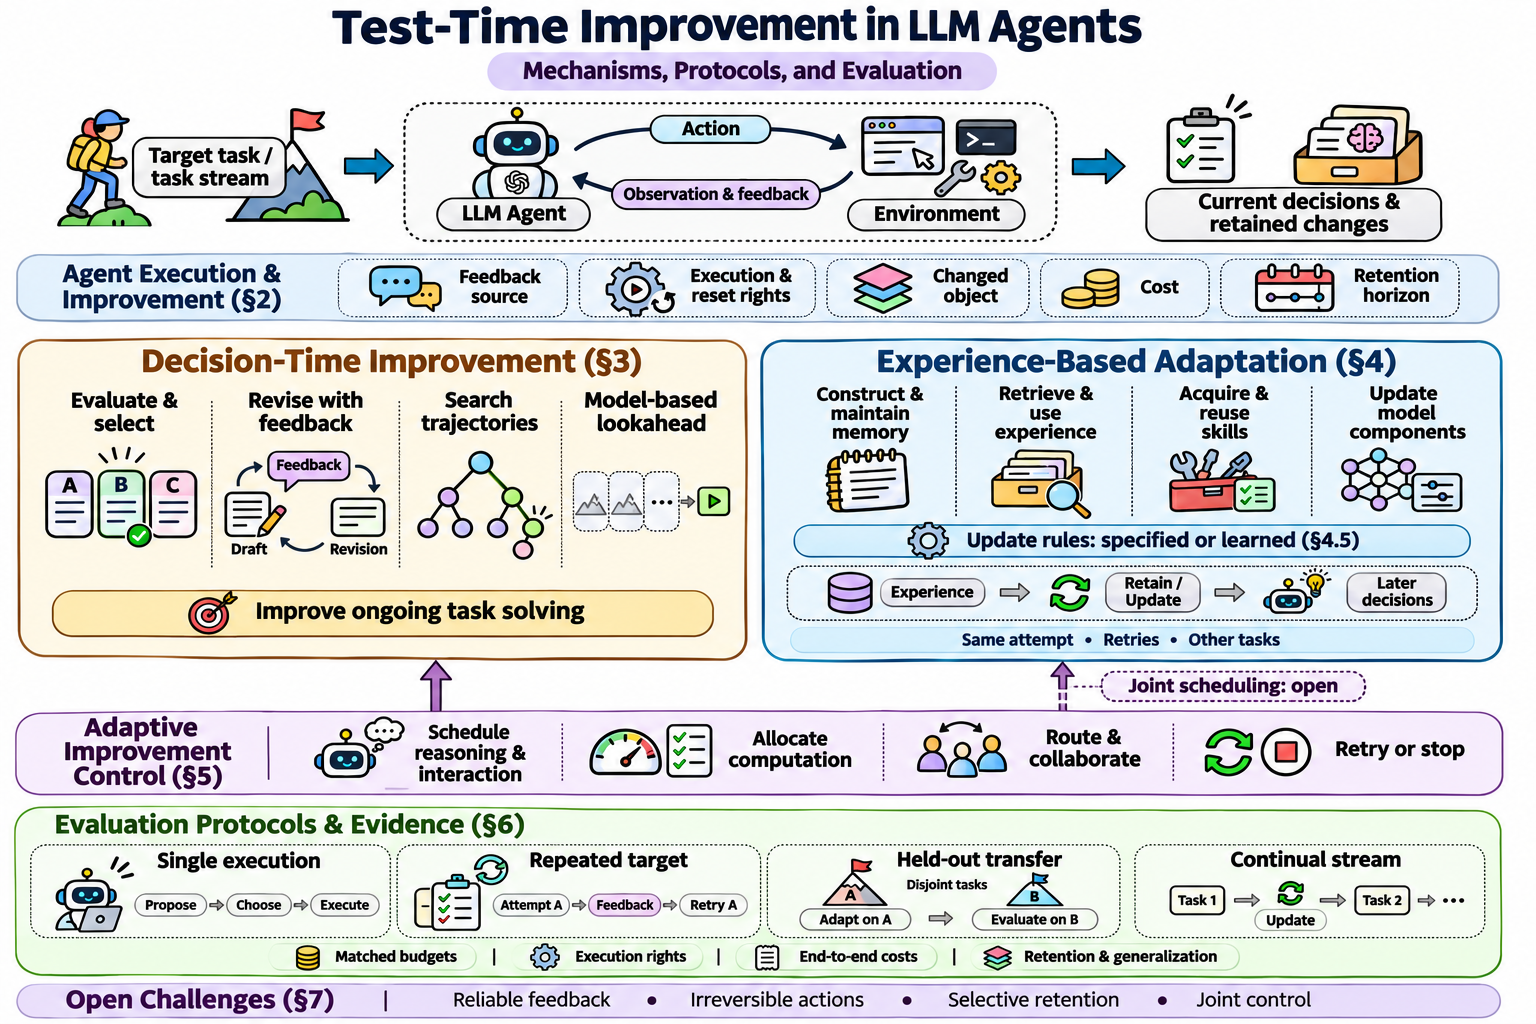 Test-Time Improvement in LLM Agents
Mechanisms, Protocols, and Evaluation
Target task /
task stream
Action
Observation & feedback
LLM Agent
Environment
Current decisions &
retained changes
Agent Execution &
Improvement (§2)
Feedback
source
Execution &
reset rights
Changed
object
Cost
Retention
horizon
Decision-Time Improvement (§3)
Evaluate &
select
A
B
C
Revise with
feedback
Feedback
Draft
Revision
Search
trajectories
Model-based
lookahead
Improve ongoing task solving
Experience-Based Adaptation (§4)
Construct &
maintain
memory
Retrieve &
use
experience
Acquire &
reuse
skills
Update
model
components
Update rules: specified or learned (§4.5)
Experience
Retain /
Update
Later
decisions
Same attempt • Retries • Other tasks
Joint scheduling: open
Adaptive
Improvement
Control (§5)
Schedule
reasoning &
interaction
Allocate
computation
Route &
collaborate
Retry or stop
Evaluation Protocols & Evidence (§6)
Single execution
Propose
Choose
Execute
Repeated target
Attempt A
Feedback
Retry A
Held-out transfer
Disjoint tasks
A
B
Adapt on A
Evaluate on B
Continual stream
Task 1
Update
Task 2
Matched budgets | Execution rights | End-to-end costs | Retention & generalization
Open Challenges (§7) | Reliable feedback • Irreversible actions • Selective retention • Joint control